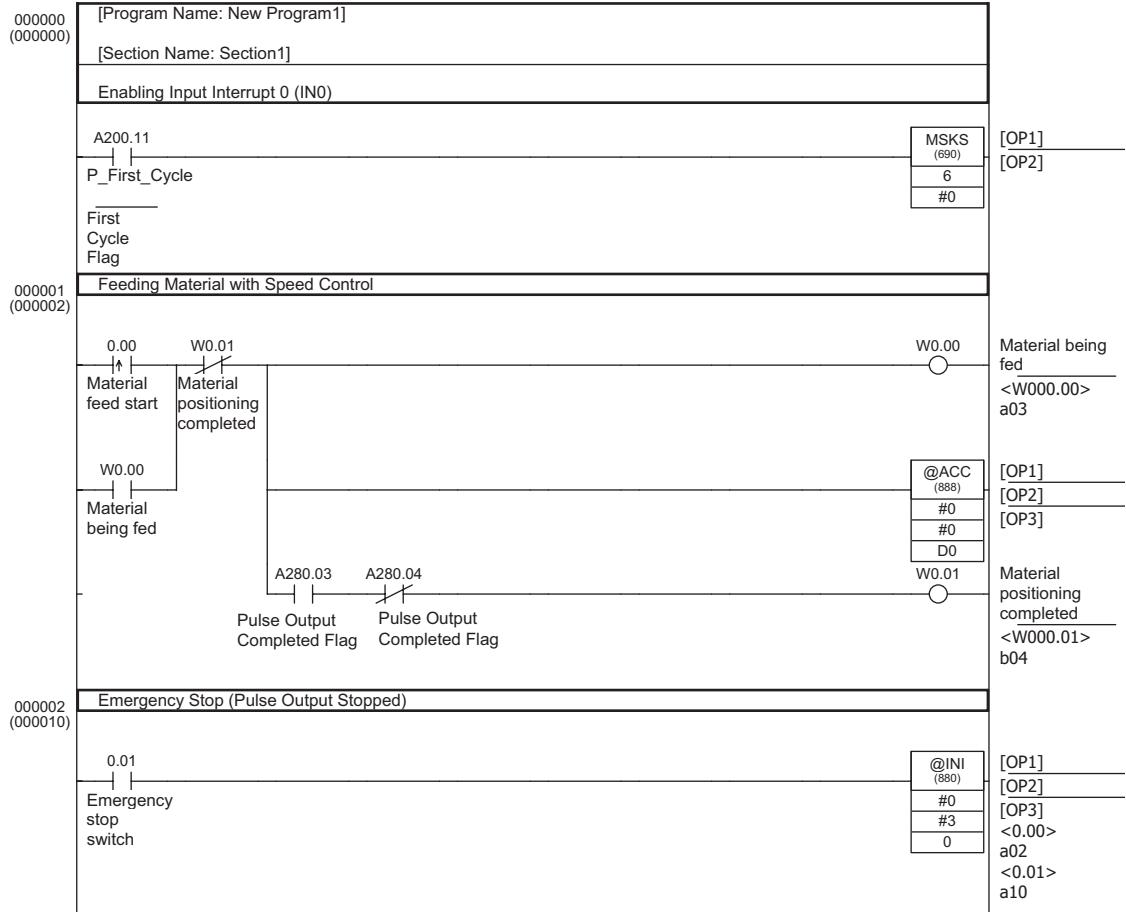 000000
(000000)
[Program Name: New Program1]
[Section Name: Section1]
Enabling Input Interrupt 0 (IN0)
A200.11
P_First_Cycle
First
Cycle
Flag
MSKS
(690)
6
#0
[OP1]
[OP2]
000001
(000002)
Feeding Material with Speed Control
0.00
Material
feed start
W0.01
Material
positioning
completed
W0.00
Material being
fed
<W000.00>
a03
W0.00
Material
being fed
@ACC
(888)
#0
#0
D0
[OP1]
[OP2]
[OP3]
A280.03
Pulse Output
Completed Flag
A280.04
Pulse Output
Completed Flag
W0.01
Material
positioning
completed
<W000.01>
b04
000002
(000010)
Emergency Stop (Pulse Output Stopped)
0.01
Emergency
stop
switch
@INI
(880)
#0
#3
0
[OP1]
[OP2]
[OP3]
<0.00>
a02
<0.01>
a10